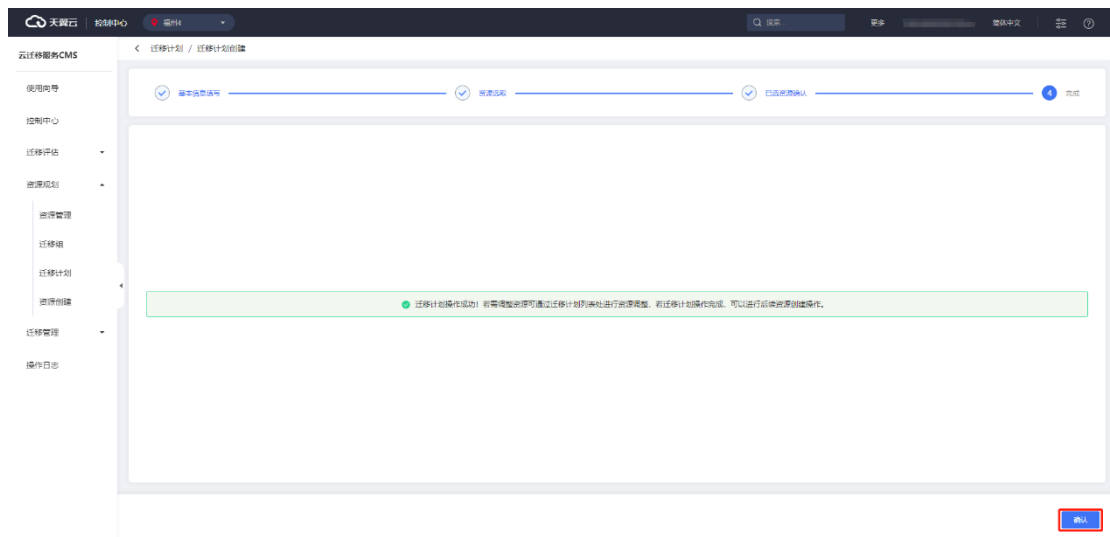 天翼云 控制中心 福州4 搜索... 更多 简体中文
云迁移服务CMS
迁移计划 / 迁移计划创建
使用向导
基本信息填写 资源选取 已选资源确认 4 完成
控制中心
迁移评估
资源规划
资源管理
迁移组
迁移计划
资源创建
迁移计划操作成功！若需调整资源可通过迁移计划列表处进行资源调整，若迁移计划操作完成，可以进行后续资源创建操作。
迁移管理
操作日志
确认